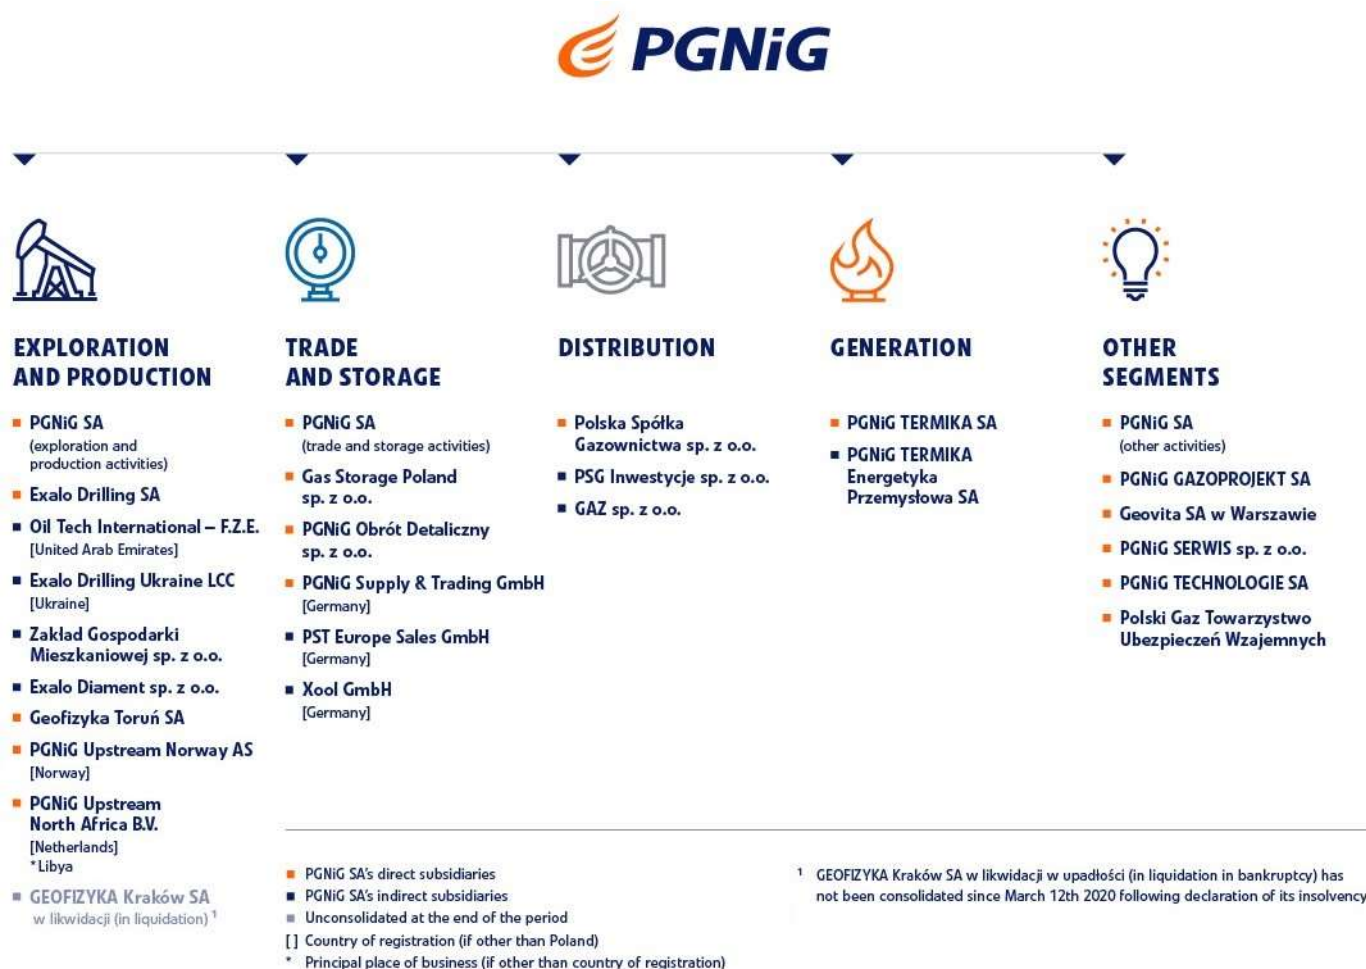 PGNiG
EXPLORATION
AND PRODUCTION
PGNiG SA
(exploration and
production activities)
Exalo Drilling SA
Oil Tech International – F.Z.E.
[United Arab Emirates]
Exalo Drilling Ukraine LCC
[Ukraine]
Zakład Gospodarki
Mieszkaniowej sp. z o.o.
Exalo Diament sp. z o.o.
Geofizyka Toruń SA
PGNiG Upstream Norway AS
[Norway]
PGNiG Upstream
North Africa B.V.
[Netherlands]
* Libya
GEOFIZYKA Kraków SA
w likwidacji (in liquidation) ¹
TRADE
AND STORAGE
PGNiG SA
(trade and storage activities)
Gas Storage Poland
sp. z o.o.
PGNiG Obrót Detaliczny
sp. z o.o.
PGNiG Supply & Trading GmbH
[Germany]
PST Europe Sales GmbH
[Germany]
Xool GmbH
[Germany]
DISTRIBUTION
Polska Spółka
Gazownictwa sp. z o.o.
PSG Inwestycje sp. z o.o.
GAZ sp. z o.o.
GENERATION
PGNiG TERMIKA SA
PGNiG TERMIKA
Energetyka
Przemysłowa SA
OTHER
SEGMENTS
PGNiG SA
(other activities)
PGNiG GAZOPROJEKT SA
Geovita SA w Warszawie
PGNiG SERWIS sp. z o.o.
PGNiG TECHNOLOGIE SA
Polski Gaz Towarzystwo
Ubezpieczeń Wzajemnych
PGNiG SA's direct subsidiaries
PGNiG SA's indirect subsidiaries
Unconsolidated at the end of the period
[ ] Country of registration (if other than Poland)
* Principal place of business (if other than country of registration)
¹ GEOFIZYKA Kraków SA w likwidacji w upadłości (in liquidation in bankruptcy) has
not been consolidated since March 12th 2020 following declaration of its insolvency